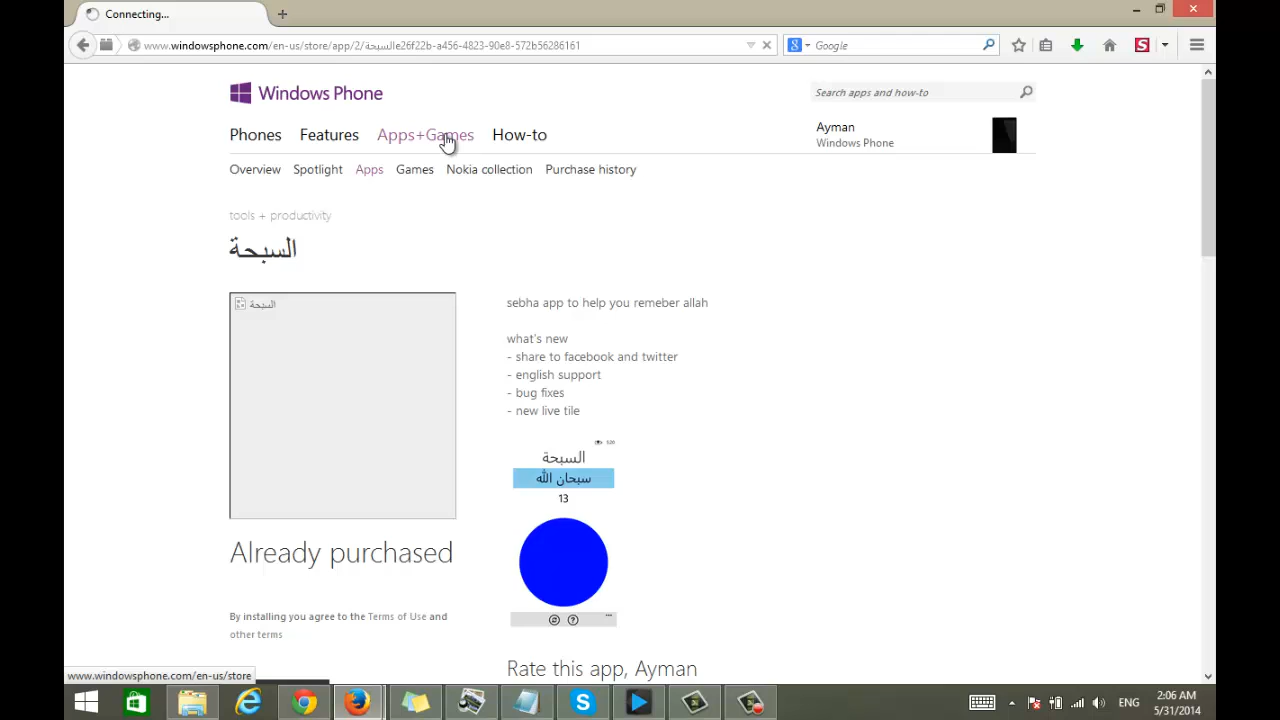 Connecting...
www.windowsphone.com/en-us/store/app/السبحة/2e26f22b-a456-4823-90e8-572b56286161
Google
Windows Phone
Search apps and how-to
Phones Features Apps+Games How-to
Ayman
Windows Phone
Overview Spotlight Apps Games Nokia collection Purchase history
tools + productivity
السبحة
السبحة
sebha app to help you remeber allah
what's new
- share to facebook and twitter
- english support
- bug fixes
- new live tile
السبحة
سبحان الله
13
Already purchased
By installing you agree to the Terms of Use and
other terms
Rate this app, Ayman
www.windowsphone.com/en-us/store
ENG
2:06 AM
5/31/2014